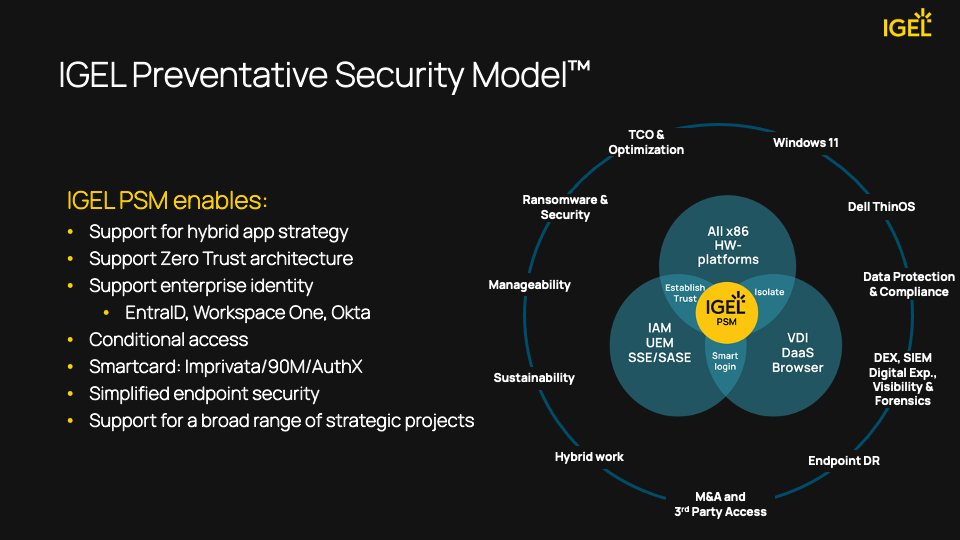 IGEL
IGEL Preventative Security Model™
IGEL PSM enables:
• Support for hybrid app strategy
• Support Zero Trust architecture
• Support enterprise identity
• EntraID, Workspace One, Okta
• Conditional access
• Smartcard: Imprivata/90M/AuthX
• Simplified endpoint security
• Support for a broad range of strategic projects
TCO &
Optimization
Windows 11
Ransomware &
Security
Dell ThinOS
Manageability
Data Protection
& Compliance
Sustainability
DEX, SIEM
Digital Exp.,
Visibility &
Forensics
Hybrid work
Endpoint DR
M&A and
3rd Party Access
All x86
HW-
platforms
Establish
Trust
Isolate
IGEL
PSM
IAM
UEM
SSE/SASE
Smart
login
VDI
DaaS
Browser